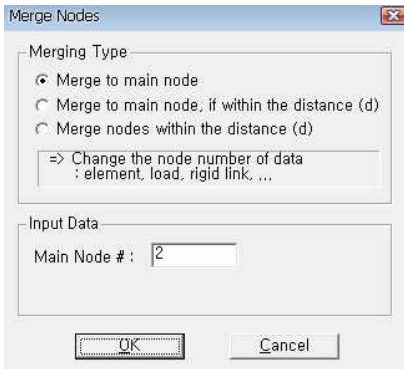 Merge Nodes
Merging Type
Merge to main node
Merge to main node, if within the distance (d)
Merge nodes within the distance (d)
=> Change the node number of data
: element, load, rigid link, ...
Input Data
Main Node # : 2
OK Cancel